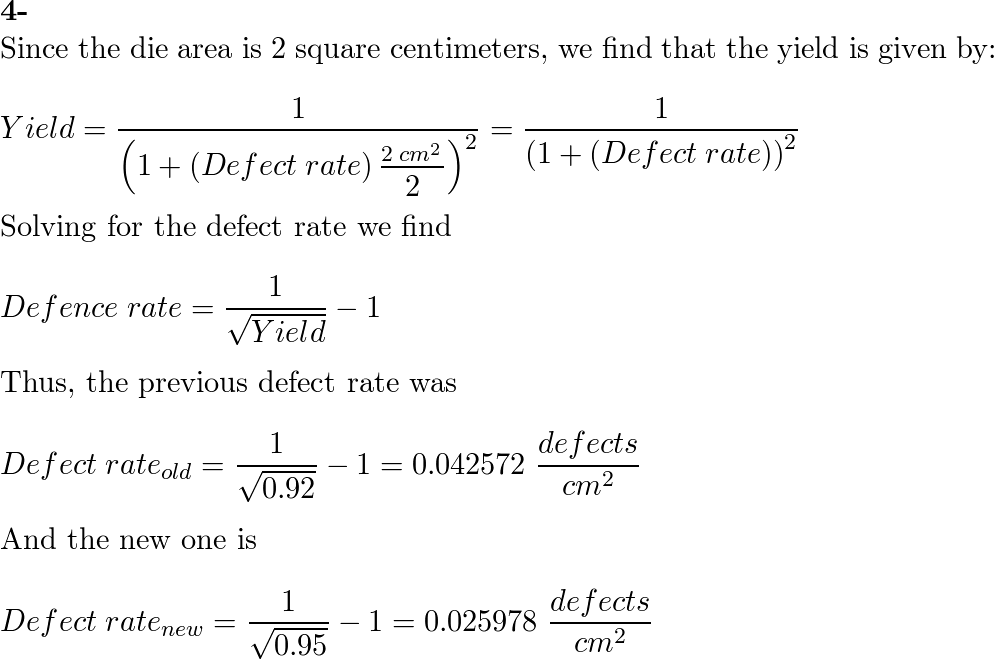 4-
Since the die area is 2 square centimeters, we find that the yield is given by:
$Yield = \frac{1}{\left(1 + (Defect\ rate)\,\frac{2\ cm^2}{2}\right)^2} = \frac{1}{(1 + (Defect\ rate))^2}$
Solving for the defect rate we find
$Defence\ rate = \frac{1}{\sqrt{Yield}} - 1$
Thus, the previous defect rate was
$Defect\ rate_{old} = \frac{1}{\sqrt{0.92}} - 1 = 0.042572\ \frac{defects}{cm^2}$
And the new one is
$Defect\ rate_{new} = \frac{1}{\sqrt{0.95}} - 1 = 0.025978\ \frac{defects}{cm^2}$